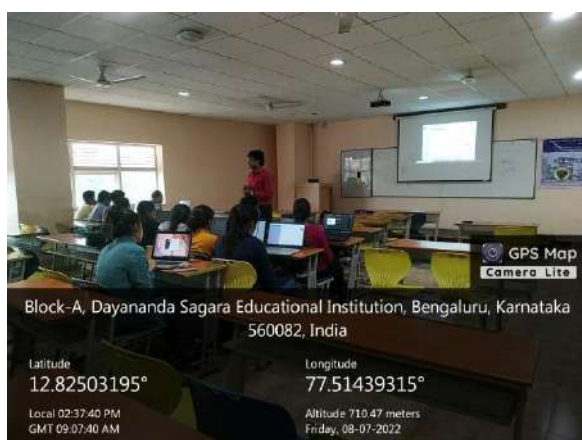 GPS Map
Camera Lite
Block-A, Dayananda Sagara Educational Institution, Bengaluru, Karnataka
560082, India
Latitude
12.82503195°
Longitude
77.51439315°
Local 02:37:40 PM
GMT 09:07:40 AM
Altitude 710.47 meters
Friday, 08-07-2022